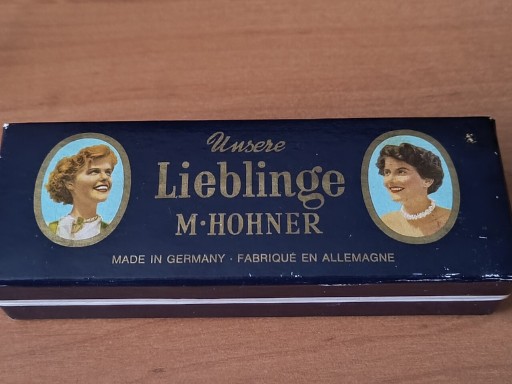 Unsere
Lieblinge
M·HOHNER
MADE IN GERMANY · FABRIQUÉ EN ALLEMAGNE